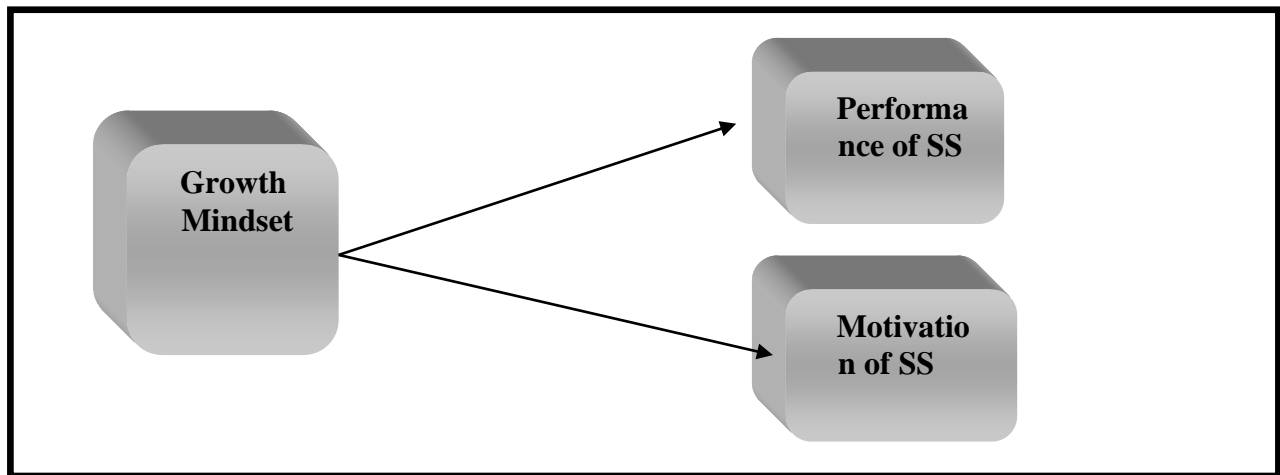 Growth
Mindset
Performa
nce of SS
Motivatio
n of SS